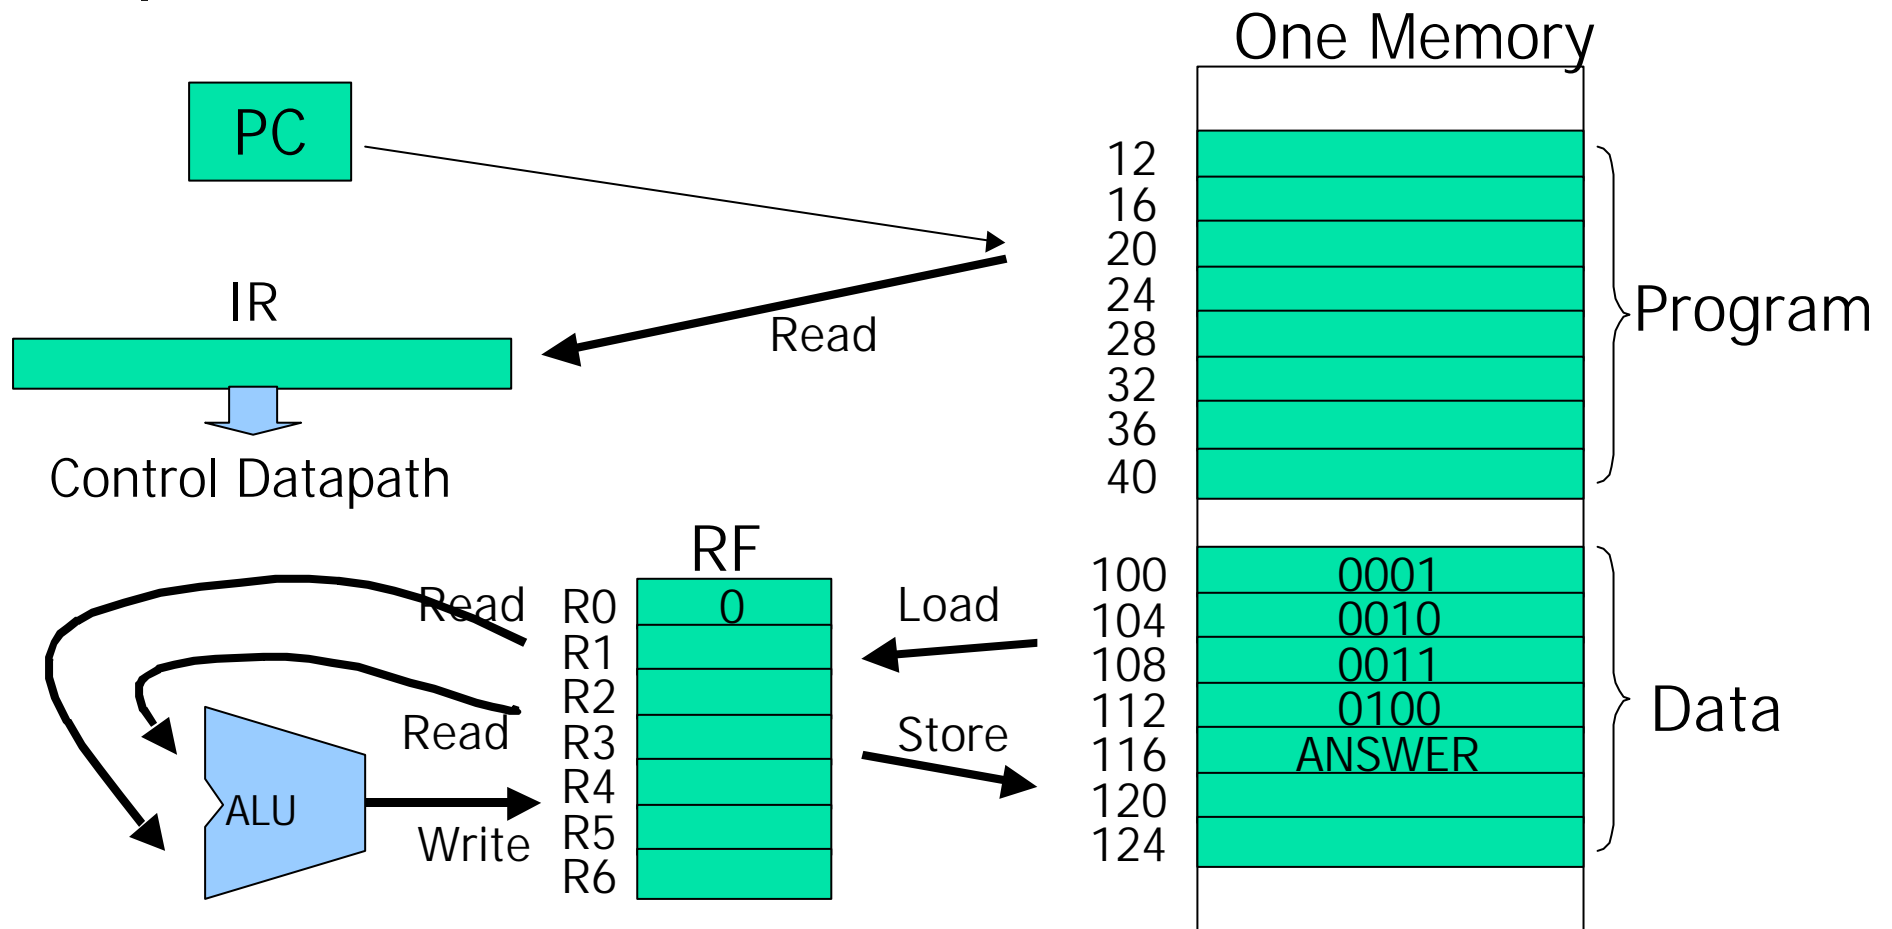 One Memory
PC
12
16
20
24
28
32
36
40
Program
IR
Read
Control Datapath
RF
Read
Read
Write
ALU
R0 0
R1
R2
R3
R4
R5
R6
Load
Store
100 0001
104 0010
108 0011
112 0100
116 ANSWER
120
124
Data